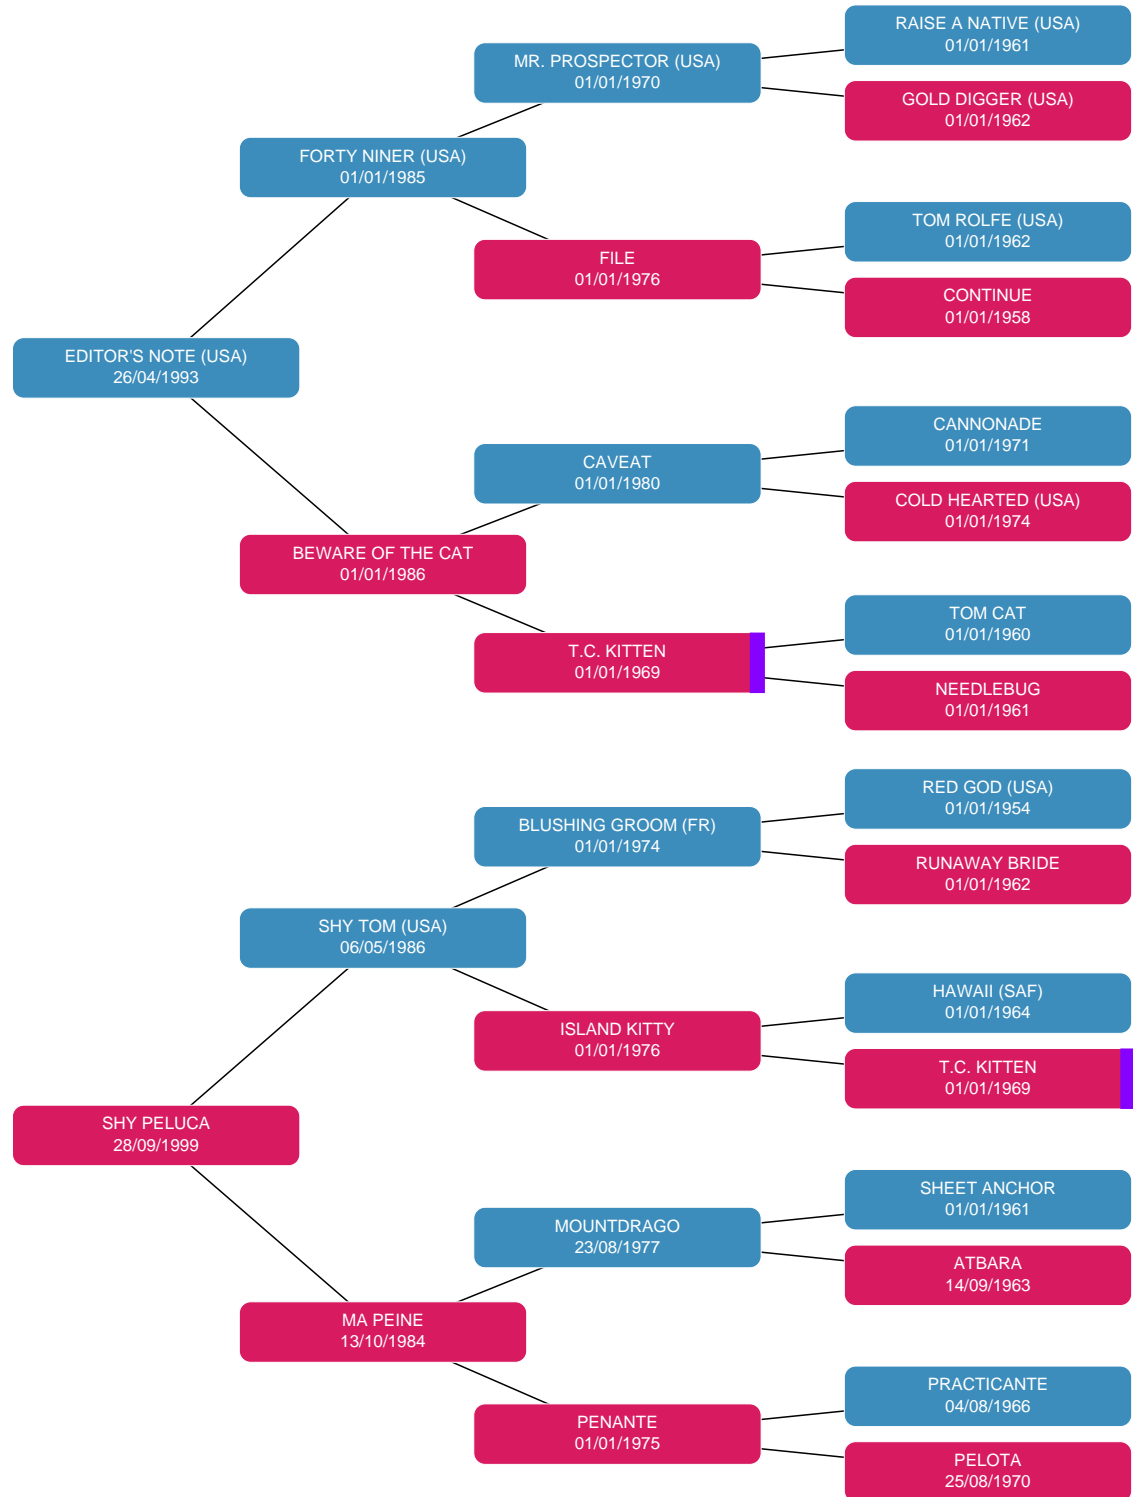 RAISE A NATIVE (USA)
01/01/1961
MR. PROSPECTOR (USA)
01/01/1970
GOLD DIGGER (USA)
01/01/1962
FORTY NINER (USA)
01/01/1985
TOM ROLFE (USA)
01/01/1962
FILE
01/01/1976
CONTINUE
01/01/1958
EDITOR'S NOTE (USA)
26/04/1993
CANNONADE
01/01/1971
CAVEAT
01/01/1980
COLD HEARTED (USA)
01/01/1974
BEWARE OF THE CAT
01/01/1986
TOM CAT
01/01/1960
T.C. KITTEN
01/01/1969
NEEDLEBUG
01/01/1961
RED GOD (USA)
01/01/1954
BLUSHING GROOM (FR)
01/01/1974
RUNAWAY BRIDE
01/01/1962
SHY TOM (USA)
06/05/1986
HAWAII (SAF)
01/01/1964
ISLAND KITTY
01/01/1976
T.C. KITTEN
01/01/1969
SHY PELUCA
28/09/1999
SHEET ANCHOR
01/01/1961
MOUNTDRAGO
23/08/1977
ATBARA
14/09/1963
MA PEINE
13/10/1984
PRACTICANTE
04/08/1966
PENANTE
01/01/1975
PELOTA
25/08/1970